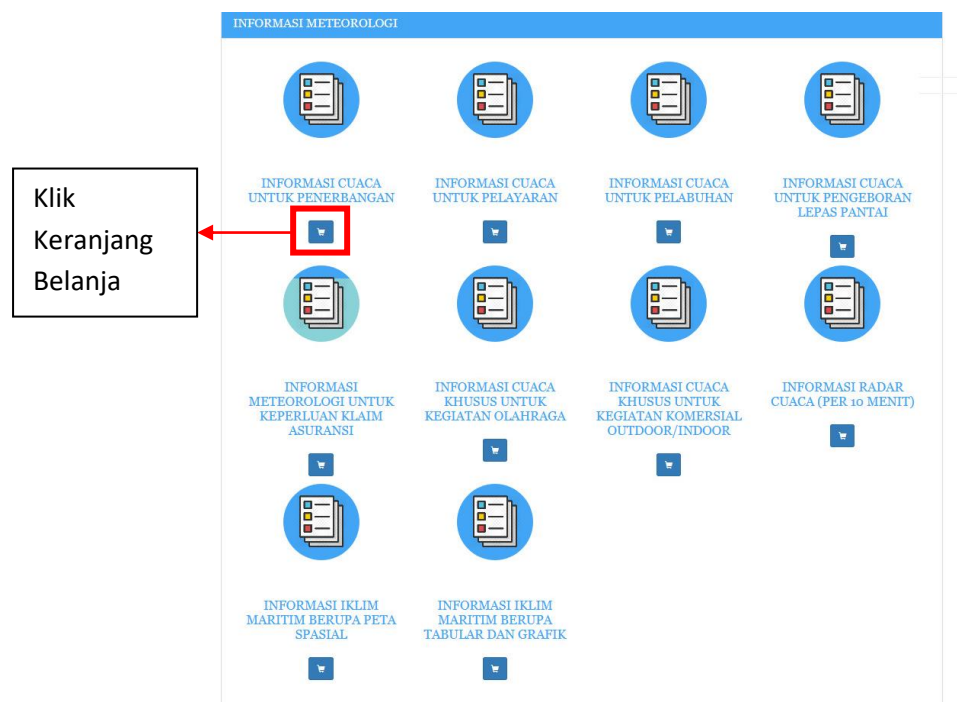 INFORMASI METEOROLOGI
INFORMASI CUACA
UNTUK PENERBANGAN
INFORMASI CUACA
UNTUK PELAYARAN
INFORMASI CUACA
UNTUK PELABUHAN
INFORMASI CUACA
UNTUK PENGEBORAN
LEPAS PANTAI
Klik
Keranjang
Belanja
INFORMASI
METEOROLOGI UNTUK
KEPERLUAN KLAIM
ASURANSI
INFORMASI CUACA
KHUSUS UNTUK
KEGIATAN OLAHRAGA
INFORMASI CUACA
KHUSUS UNTUK
KEGIATAN KOMERSIAL
OUTDOOR/INDOOR
INFORMASI RADAR
CUACA (PER 10 MENIT)
INFORMASI IKLIM
MARITIM BERUPA PETA
SPASIAL
INFORMASI IKLIM
MARITIM BERUPA
TABULAR DAN GRAFIK